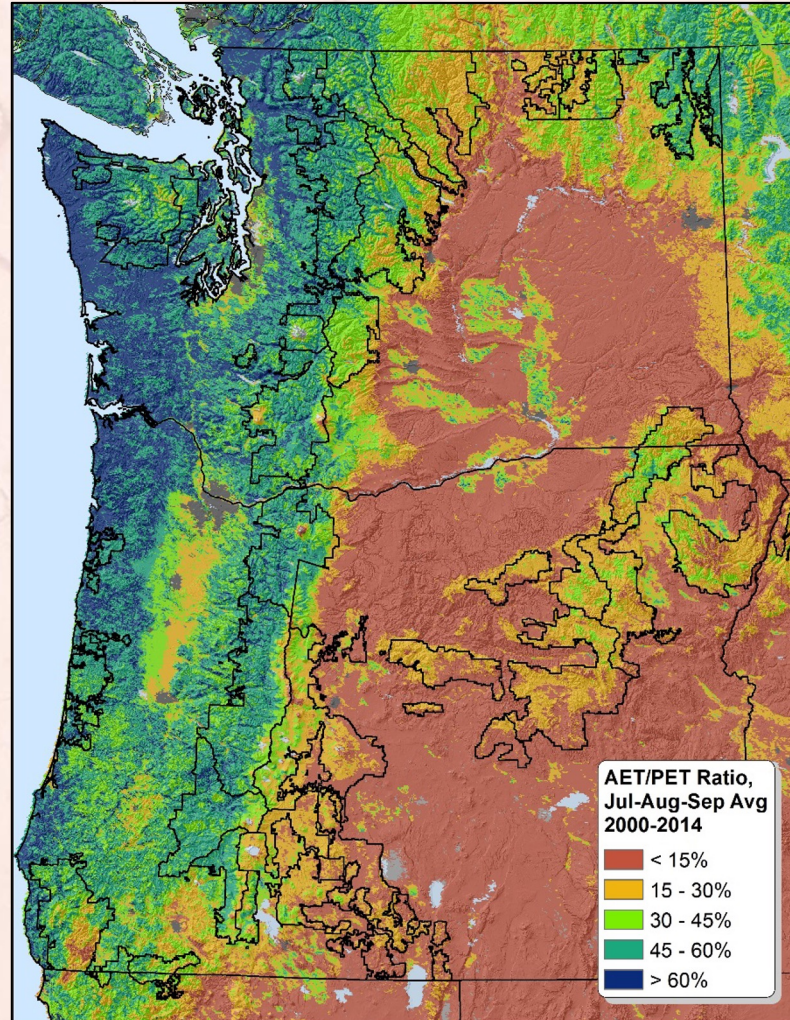 AET/PET Ratio,
Jul-Aug-Sep Avg
2000-2014
< 15%
15 - 30%
30 - 45%
45 - 60%
> 60%